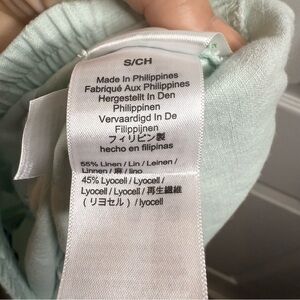 S/CH
Made In Philippines
Fabriqué Aux Philippines
Hergestellt In Den
Philippinen
Vervaardigd In De
Filippijnen
フィリピン製
hecho en filipinas
55% Linen / Lin / Leinen /
Linnen / 麻 / lino
45% Lyocell / Lyocell /
Lyocell / Lyocell / 再生繊維
(リヨセル) / lyocell